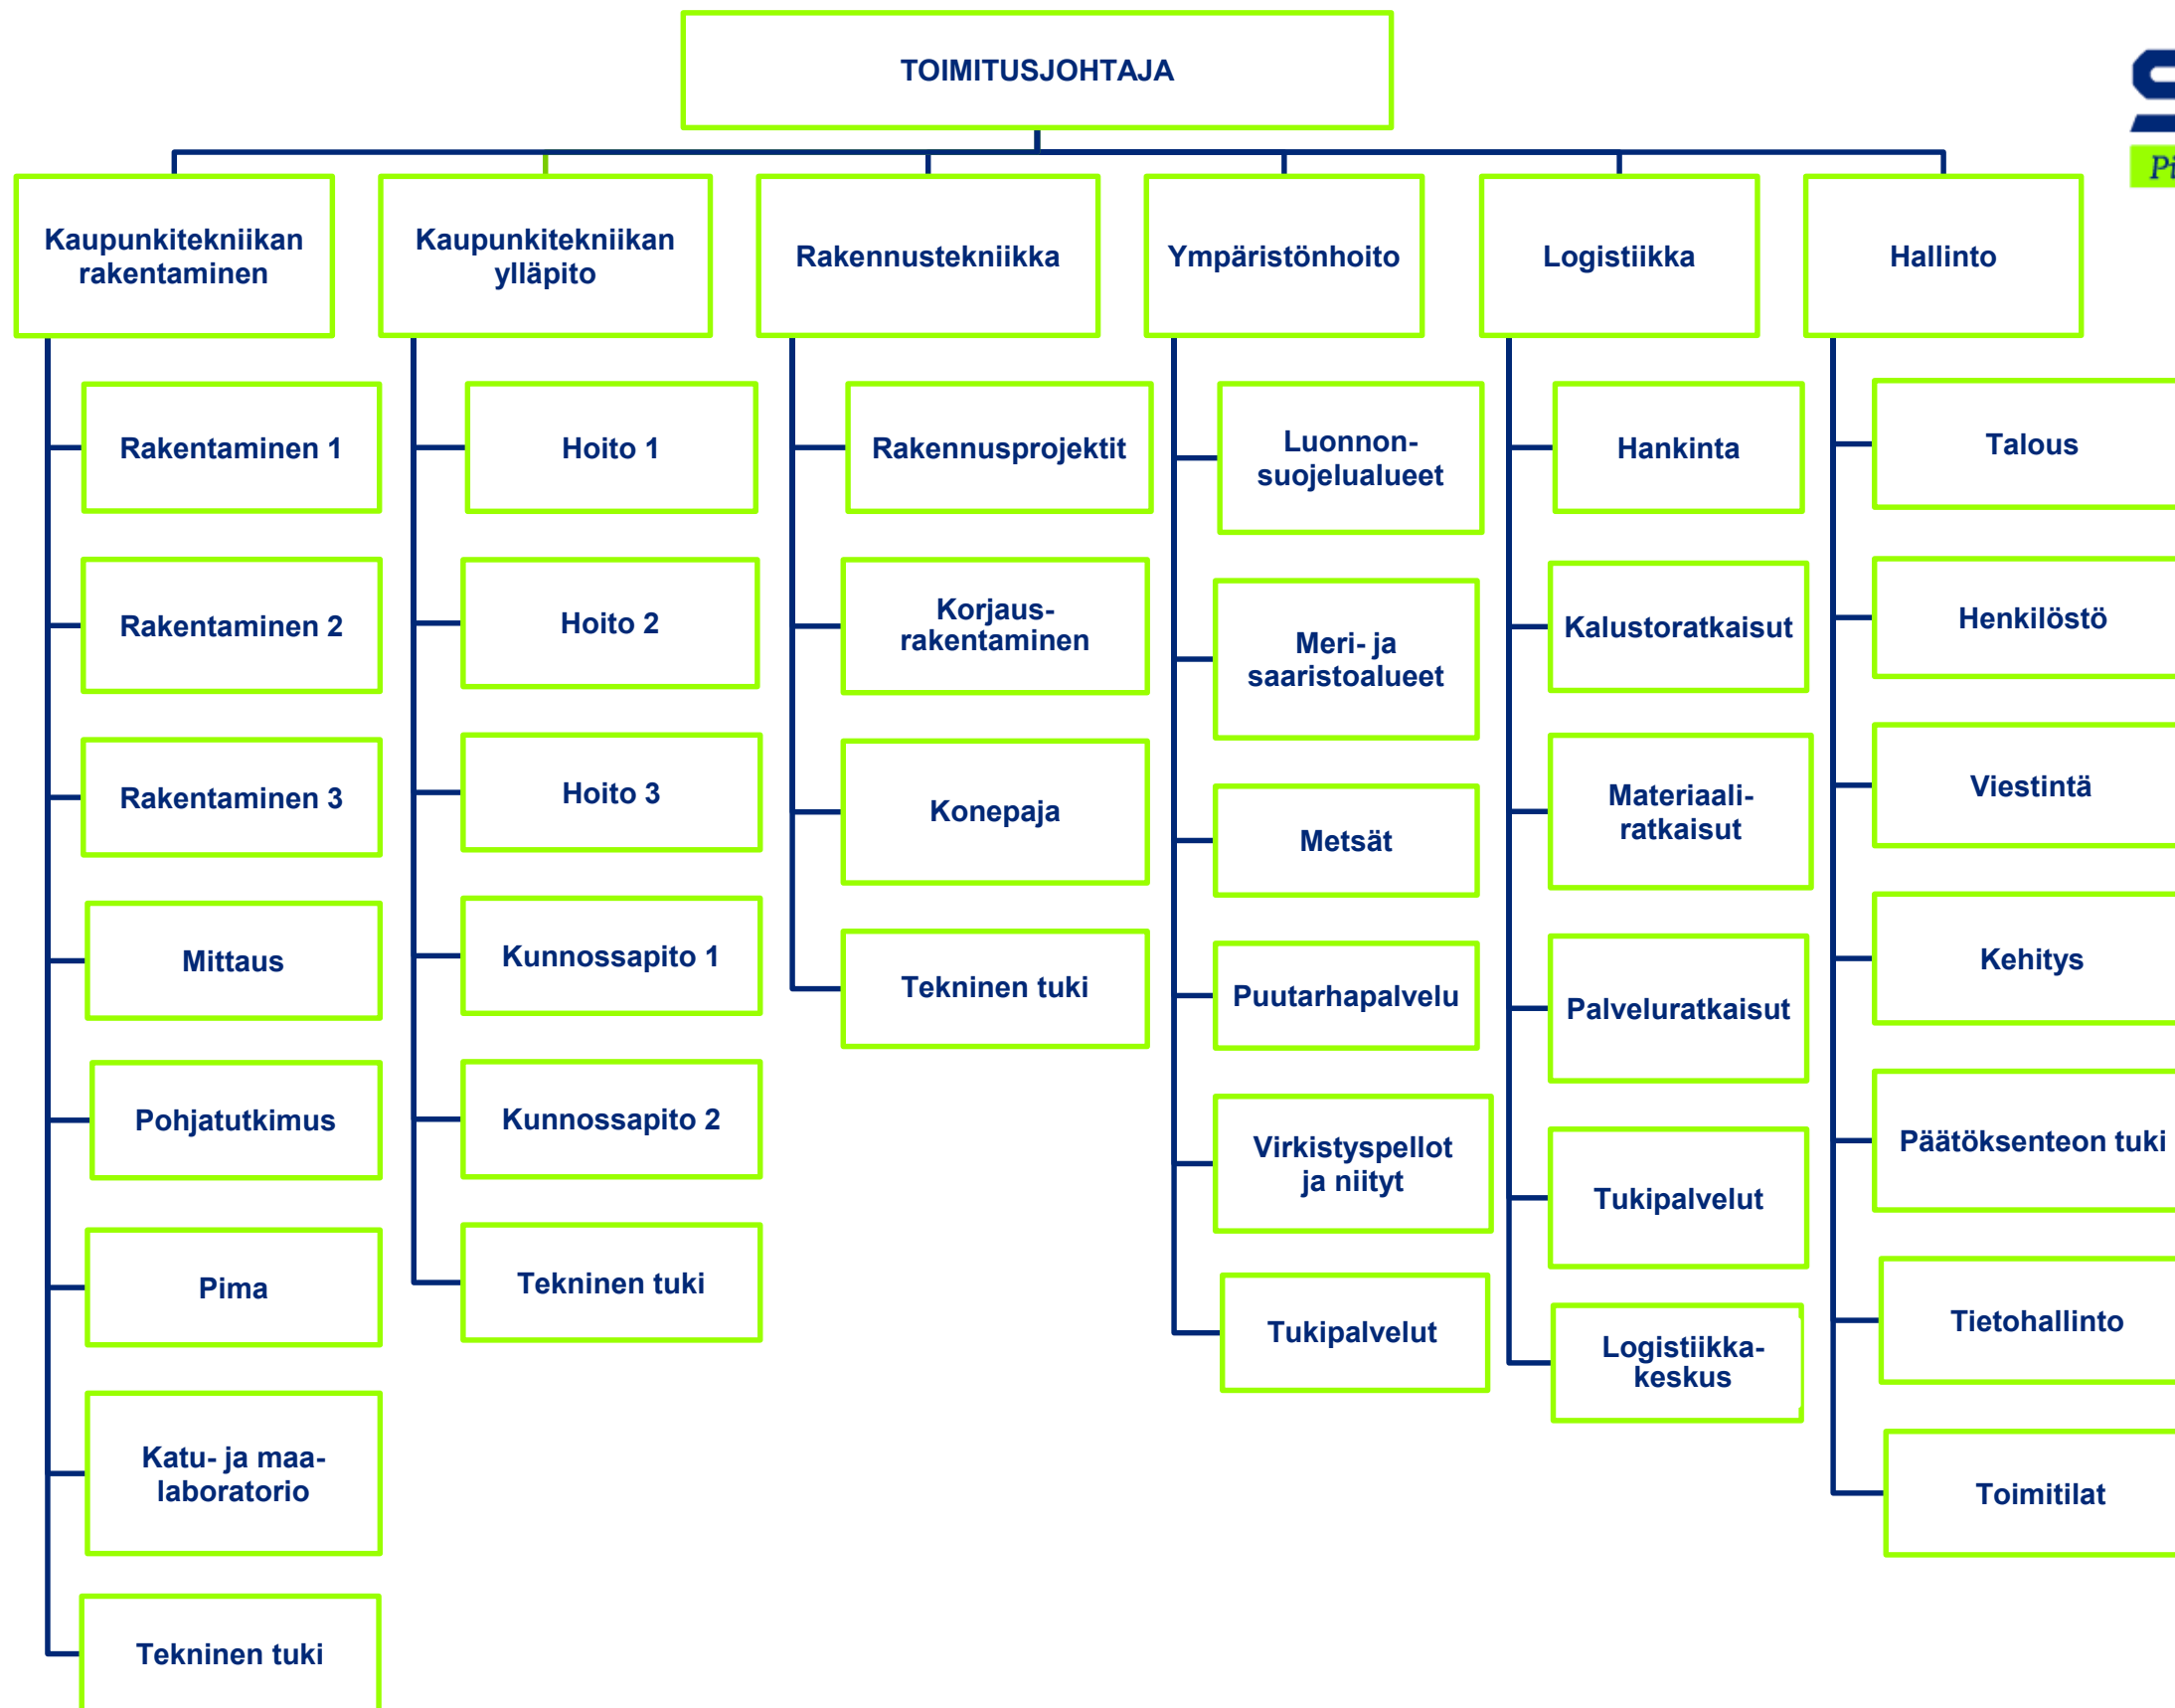 TOIMITUSJOHTAJA
Kaupunkitekniikan
rakentaminen
Kaupunkitekniikan
ylläpito
Rakennustekniikka
Ympäristönhoito
Logistiikka
Hallinto
Rakentaminen 1
Rakentaminen 2
Rakentaminen 3
Mittaus
Pohjatutkimus
Pima
Katu- ja maa-
laboratorio
Tekninen tuki
Hoito 1
Hoito 2
Hoito 3
Kunnossapito 1
Kunnossapito 2
Tekninen tuki
Rakennusprojektit
Korjaus-
rakentaminen
Konepaja
Tekninen tuki
Luonnon-
suojelualueet
Meri- ja
saaristoalueet
Metsät
Puutarhapalvelu
Virkistyspellot
ja niityt
Tukipalvelut
Hankinta
Kalustoratkaisut
Materiaali-
ratkaisut
Palveluratkaisut
Tukipalvelut
Logistiikka-
keskus
Talous
Henkilöstö
Viestintä
Kehitys
Päätöksenteon tuki
Tietohallinto
Toimitilat